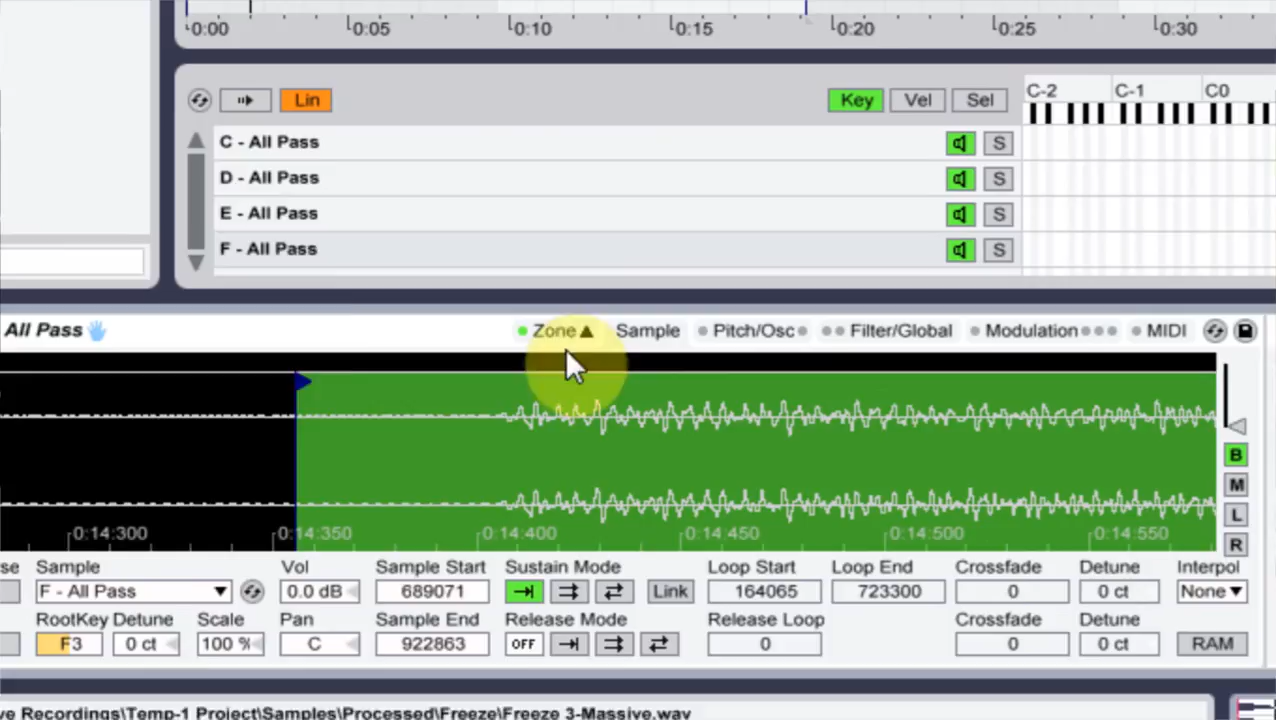 0:00 0:05 0:10 0:15 0:20 0:25 0:30
Lin Key Vel Sel C-2 C-1 C0
C - All Pass S
D - All Pass S
E - All Pass S
F - All Pass S
All Pass Zone Sample Pitch/Osc Filter/Global Modulation MIDI
B
M
L
0:14:300 0:14:350 0:14:400 0:14:450 0:14:500 0:14:550
R
se Sample Vol Sample Start Sustain Mode Loop Start Loop End Crossfade Detune Interpol
F - All Pass 0.0 dB 689071 Link 164065 723300 0 0 ct None
RootKey Detune Scale Pan Sample End Release Mode Release Loop Crossfade Detune
F3 0 ct 100 % C 922863 OFF 0 0 0 ct RAM
ve Recordings\Temp-1 Project\Samples\Processed\Freeze\Freeze 3-Massive.wav